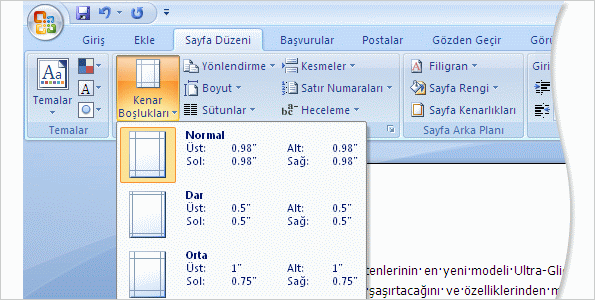 Giriş Ekle Sayfa Düzeni Başvurular Postalar Gözden Geçir
Aa
Temalar
Kenar
Boşlukları
Yönlendirme
Boyut
Sütunlar
Kesmeler
Satır Numaraları
Heceleme
Filigran
Sayfa Rengi
Sayfa Kenarlıkları
Temalar
Sayfa Arka Planı
Normal
Üst: 0.98" Alt: 0.98"
Sol: 0.98" Sağ: 0.98"
Dar
Üst: 0.5" Alt: 0.5"
Sol: 0.5" Sağ: 0.5"
Orta
Üst: 1" Alt: 1"
Sol: 0.75" Sağ: 0.75"
tenlerinin en yeni modeli Ultra-Gli
şaşırtacağını ve özelliklerinden m